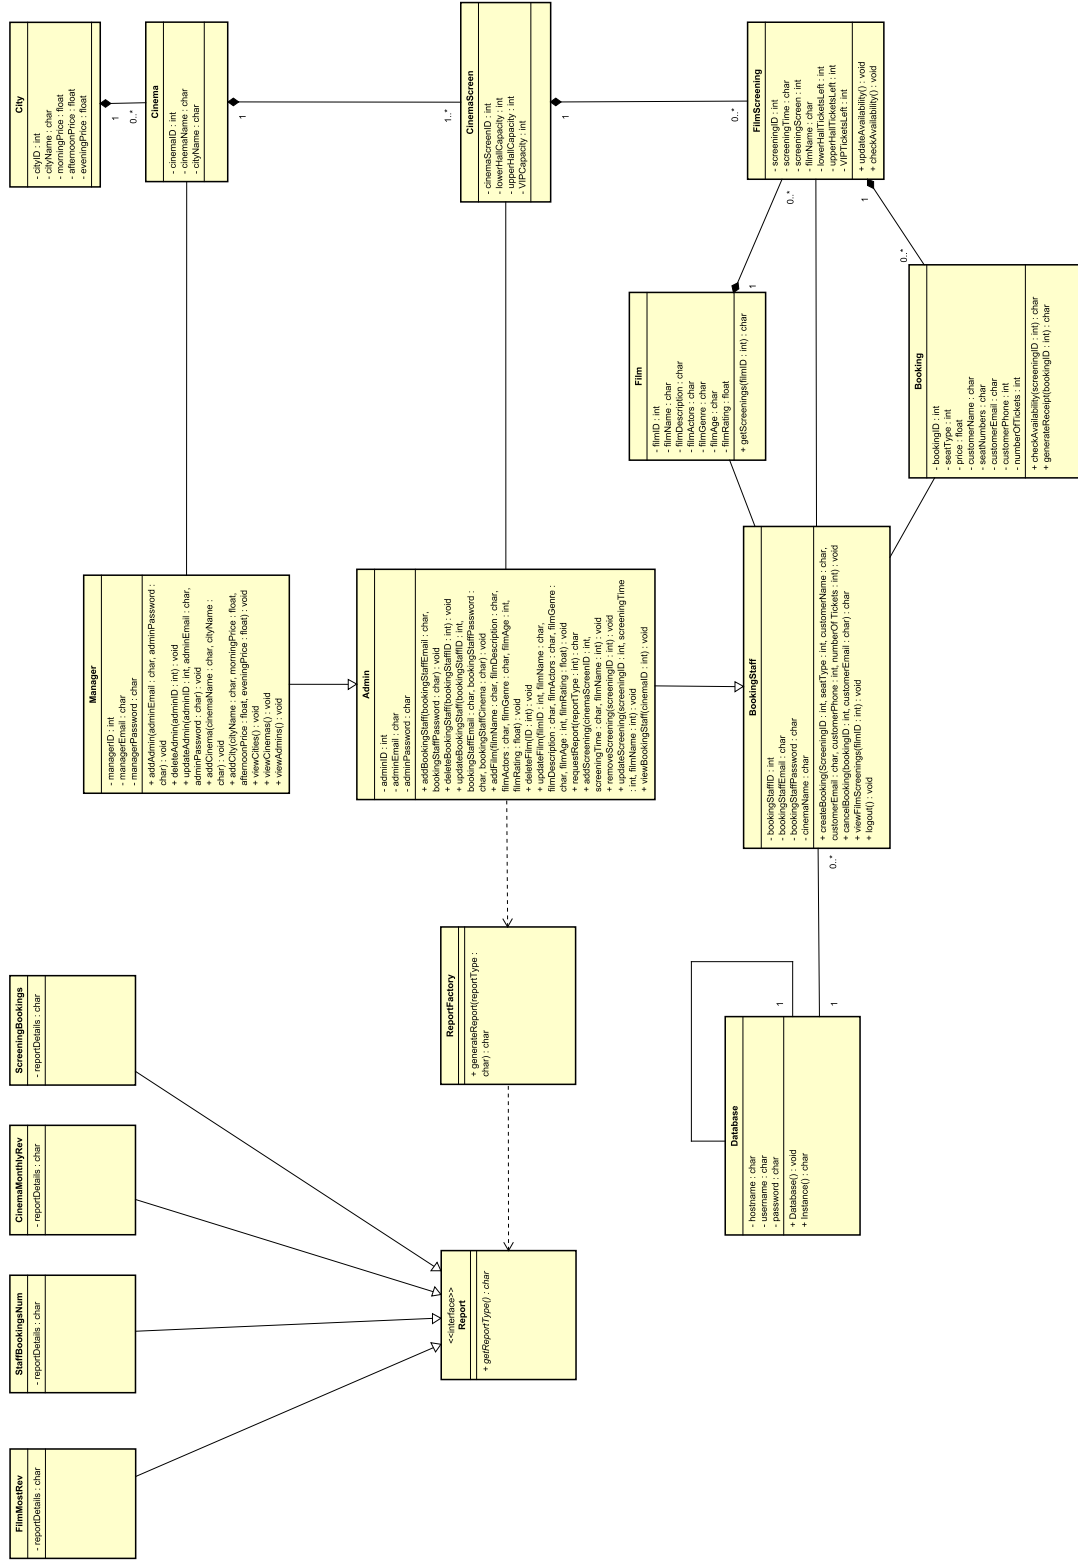 FilmMostRev
- reportDetails : char
StaffBookingsNum
- reportDetails : char
CinemaMonthlyRev
- reportDetails : char
ScreeningBookings
- reportDetails : char
Manager
- managerID : int
- managerEmail : char
- managerPassword : char
+ addAdmin(adminEmail : char, adminPassword :
char) : void
+ deleteAdmin(adminID : int) : void
+ updateAdmin(adminID : int, adminEmail : char,
adminPassword : char) : void
+ addCinema(cinemaName : char, cityName :
char) : void
+ addCity(cityName : char, morningPrice : float,
afternoonPrice : float, eveningPrice : float) : void
+ viewCities() : void
+ viewCinemas() : void
+ viewAdmins() : void
Cinema
- cinemaID : int
- cinemaName : char
- cityName : char
City
- cityID : int
- cityName : char
- morningPrice : float
- afternoonPrice : float
- eveningPrice : float
1
0..*
1
1..*
<<interface>>
Report
+ getReportType() : char
ReportFactory
+ generateReport(reportType :
char) : char
Admin
- adminID : int
- adminEmail : char
- adminPassword : char
+ addBookingStaff(bookingStaffEmail : char,
bookingStaffPassword : char) : void
+ deleteBookingStaff(bookingStaffID : int) : void
+ updateBookingStaff(bookingStaffID : int,
bookingStaffEmail : char, bookingStaffPassword :
char, bookingStaffCinema : char) : void
+ addFilm(filmName : char, filmDescription : char,
filmActors : char, filmGenre : char, filmAge : int,
filmRating : float) : void
+ deleteFilm(ID : int) : void
+ updateFilm(filmID : int, filmName : char,
filmDescription : char, filmActors : char, filmGenre :
char, filmAge : int, filmRating : float) : void
+ requestReport(reportType : int) : char
+ addScreening(cinemaScreenID : int,
screeningTime : char, filmName : int) : void
+ removeScreening(screeningID : int) : void
+ updateScreening(screeningID : int, screeningTime
: int, filmName : int) : void
+ viewBookingStaff(cinemaID : int) : void
CinemaScreen
- cinemaScreenID : int
- lowerHallCapacity : int
- upperHallCapacity : int
- VIPCapacity : int
1
0..*
Database
- hostname : char
- username : char
- password : char
+ Database() : void
+ Instance() : char
1
1
0..*
BookingStaff
- bookingStaffID : int
- bookingStaffEmail : char
- bookingStaffPassword : char
- cinemaName : char
+ createBooking(ScreeningID : int, seatType : int, customerName : char,
customerEmail : char, customerPhone : int, numberOf Tickets : int) : void
+ cancelBooking(bookingID : int, customerEmail : char) : char
+ viewFilmScreenings(filmID : int) : void
+ logout() : void
Film
- filmID : int
- filmName : char
- filmDescription : char
- filmActors : char
- filmGenre : char
- filmAge : char
- filmRating : float
+ getScreenings(filmID : int) : char
1
0..*
FilmScreening
- screeningID : int
- screeningTime : char
- screeningScreen : int
- filmName : char
- lowerHallTicketsLeft : int
- upperHallTicketsLeft : int
- VIPTicketsLeft : int
+ updateAvailability() : void
+ checkAvailability() : void
1
0..*
Booking
- bookingID : int
- seatType : int
- price : float
- customerName : char
- seatNumbers : char
- customerEmail : char
- customerPhone : int
- numberOfTickets : int
+ checkAvailability(screeningID : int) : char
+ generateReceipt(bookingID : int) : char